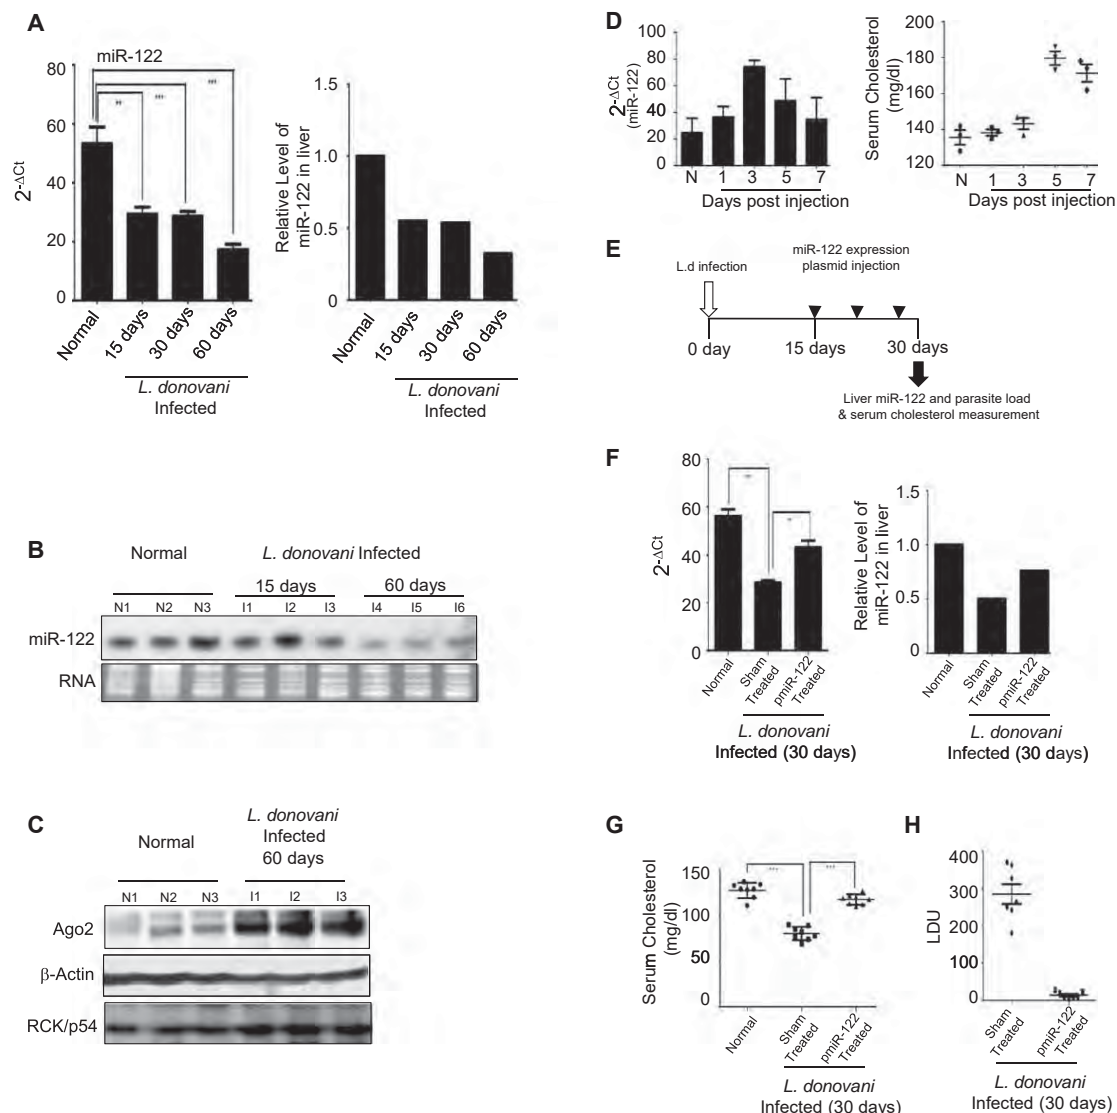 A
miR-122
**
***
***
2-ΔCt
80
60
40
20
0
Normal
15 days
30 days
60 days
L. donovani
Infected
Relative Level of
miR-122 in liver
1.5
1.0
0.5
0
Normal
15 days
30 days
60 days
L. donovani
Infected
B
Normal
L. donovani Infected
15 days
60 days
N1 N2 N3 I1 I2 I3 I4 I5 I6
miR-122
RNA
C
Normal
L. donovani
Infected
60 days
N1 N2 N3 I1 I2 I3
Ago2
β-Actin
RCK/p54
D
2-ΔCt
(miR-122)
100
80
60
40
20
0
N 1 3 5 7
Days post injection
Serum Cholesterol
(mg/dl)
200
180
160
140
120
N 1 3 5 7
Days post injection
E
L.d infection
miR-122 expression
plasmid injection
0 day
15 days
30 days
Liver miR-122 and parasite load
& serum cholesterol measurement
F
2-ΔCt
80
60
40
20
0
Normal
Sham
Treated
pmiR-122
Treated
L. donovani
Infected (30 days)
Relative Level of
miR-122 in liver
1.5
1.0
0.5
0
Normal
Sham
Treated
pmiR-122
Treated
L. donovani
Infected (30 days)
G
Serum Cholesterol
(mg/dl)
150
100
50
0
***
***
Normal
Sham
Treated
pmiR-122
Treated
L. donovani
Infected (30 days)
H
LDU
400
300
200
100
0
Sham
Treated
pmiR-122
Treated
L. donovani
Infected (30 days)